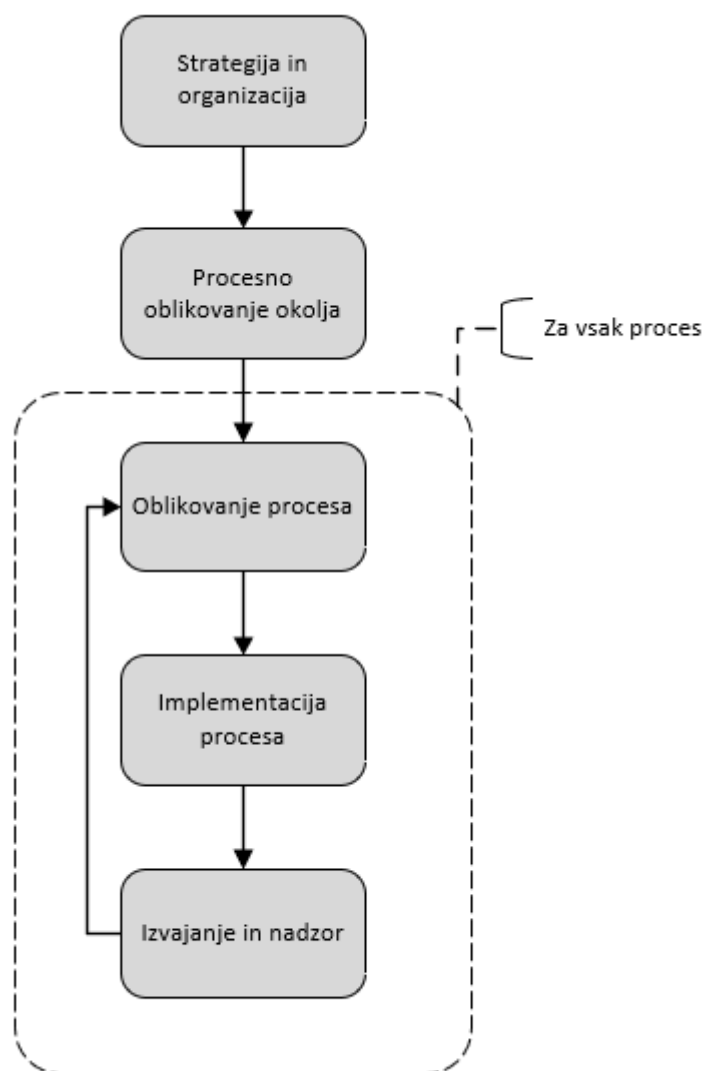 Strategija in
organizacija
Procesno
oblikovanje okolja
Za vsak proces
Oblikovanje procesa
Implementacija
procesa
Izvajanje in nadzor